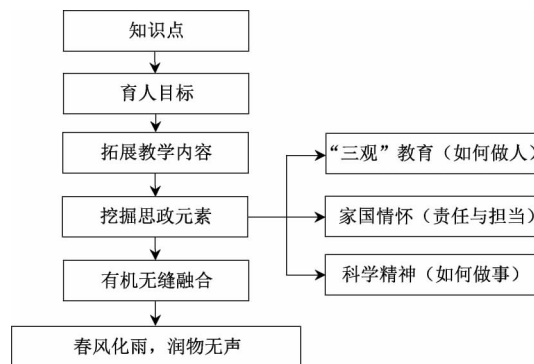 知识点
育人目标
拓展教学内容
“三观”教育（如何做人）
挖掘思政元素
家国情怀（责任与担当）
有机无缝融合
科学精神（如何做事）
春风化雨，润物无声